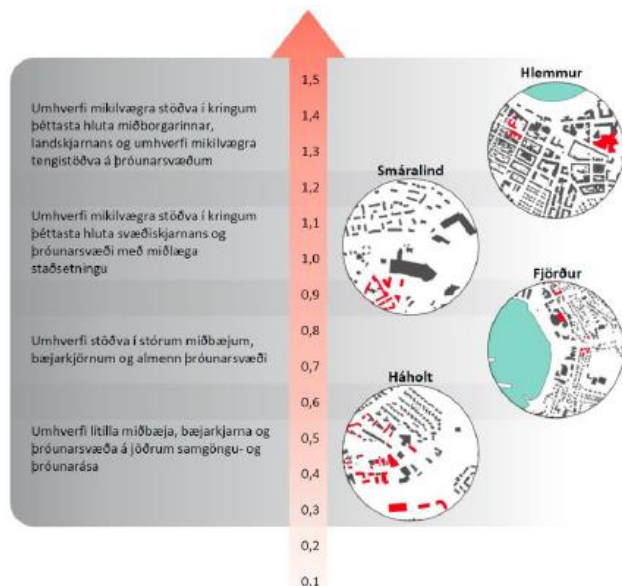 Umhverfi mikilvægra stöðva í kringum
þéttasta hluta miðborgarinnar,
landskjarnans og umhverfi mikilvægra
tengistöðva á þróunarsvæðum
Umhverfi mikilvægra stöðva í kringum
þéttasta hluta svæðiskjarnans og
þróunarsvæði með miðlæga
staðsetningu
Umhverfi stöðva í stórum miðbæjum,
bæjarkjörnum og almenn þróunarsvæði
Umhverfi lítilla miðbæja, bæjarkjarna og
þróunarsvæða á jöðrum samgöngu- og
þróunarása
1,5
1,4
1,3
1,2
1,1
1,0
0,9
0,8
0,7
0,6
0,5
0,4
0,3
0,2
0,1
Hlemmur
Smáralind
Fjörður
Háholt